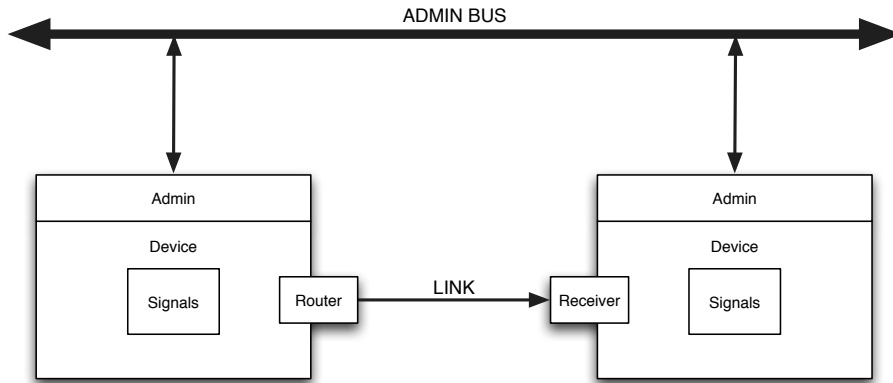 ADMIN BUS
Admin
Admin
Device
Device
Signals
Router
LINK
Receiver
Signals